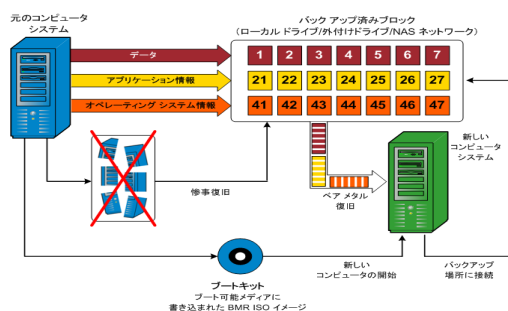 元のコンピュータ
システム
バック アップ済みブロック
(ローカル ドライブ/外付けドライブ/NAS ネットワーク)
データ
1 2 3 4 5 6 7
アプリケーション情報
21 22 23 24 25 26 27
オペレーティング システム情報
41 42 43 44 45 46 47
新しい
コンピュータ
システム
惨事復旧
ベア メタル
復旧
新しい
コンピュータの開始
バックアップ
場所に接続
ブートキット
ブート可能メディアに
書き込まれた BMR ISO イメージ